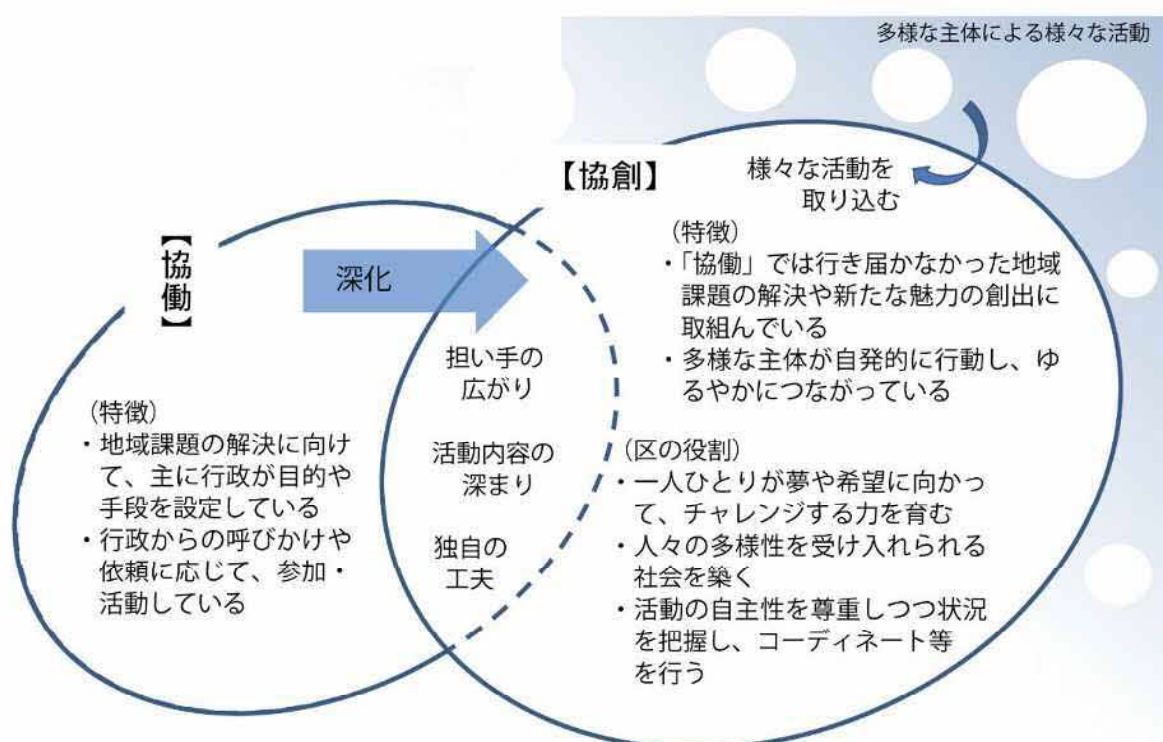 多様な主体による様々な活動
【協創】
様々な活動を
取り込む
（特徴）
・「協働」では行き届かなかった地域
課題の解決や新たな魅力の創出に
取組んでいる
・多様な主体が自発的に行動し、ゆ
るやかにつながっている
（区の役割）
・一人ひとりが夢や希望に向かっ
て、チャレンジする力を育む
・人々の多様性を受け入れられる
社会を築く
・活動の自主性を尊重しつつ状況
を把握し、コーディネート等
を行う
【協働】
深化
（特徴）
・地域課題の解決に向け
て、主に行政が目的や
手段を設定している
・行政からの呼びかけや
依頼に応じて、参加・
活動している
担い手の
広がり
活動内容の
深まり
独自の
工夫